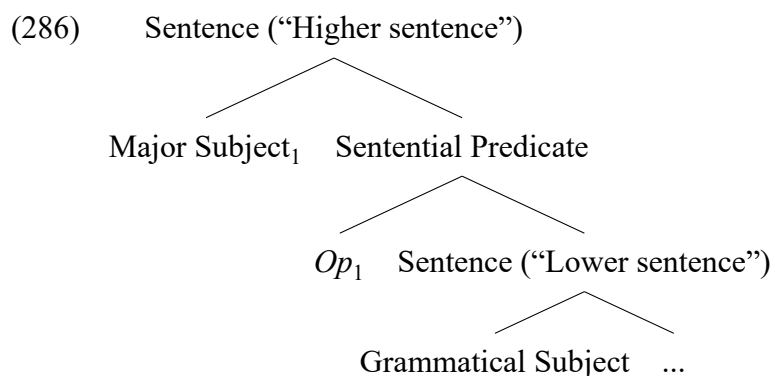 (286) Sentence (“Higher sentence”)
Major Subject₁ Sentential Predicate
Op₁ Sentence (“Lower sentence”)
Grammatical Subject ...